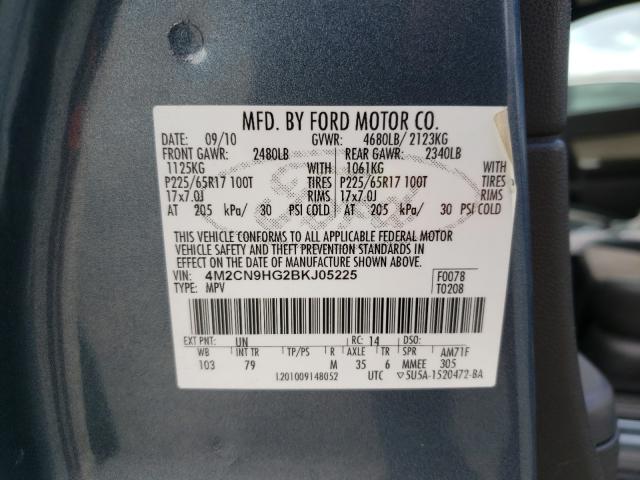 MFD. BY FORD MOTOR CO.
DATE: 09/10 GVWR: 4680LB/ 2123KG
FRONT GAWR: 2480LB REAR GAWR: 2340LB
1125KG WITH 1061KG WITH
P225/65R17 100T TIRES P225/65R17 100T TIRES
17x7.0J RIMS 17x7.0J RIMS
AT 205 kPa/ 30 PSI COLD AT 205 kPa/ 30 PSI COLD
THIS VEHICLE CONFORMS TO ALL APPLICABLE FEDERAL MOTOR
VEHICLE SAFETY AND THEFT PREVENTION STANDARDS IN
EFFECT ON THE DATE OF MANUFACTURE SHOWN ABOVE.
VIN: 4M2CN9HG2BKJ05225 F0078
TYPE: MPV T0208
EXT PNT: UN RC: 14 DSO:
WB INT TR TP/PS R AXLE TR SPR AM71F
103 79 M 35 6 MMEE 305
1201009148052 UTC ▽5U5A-1520472-BA